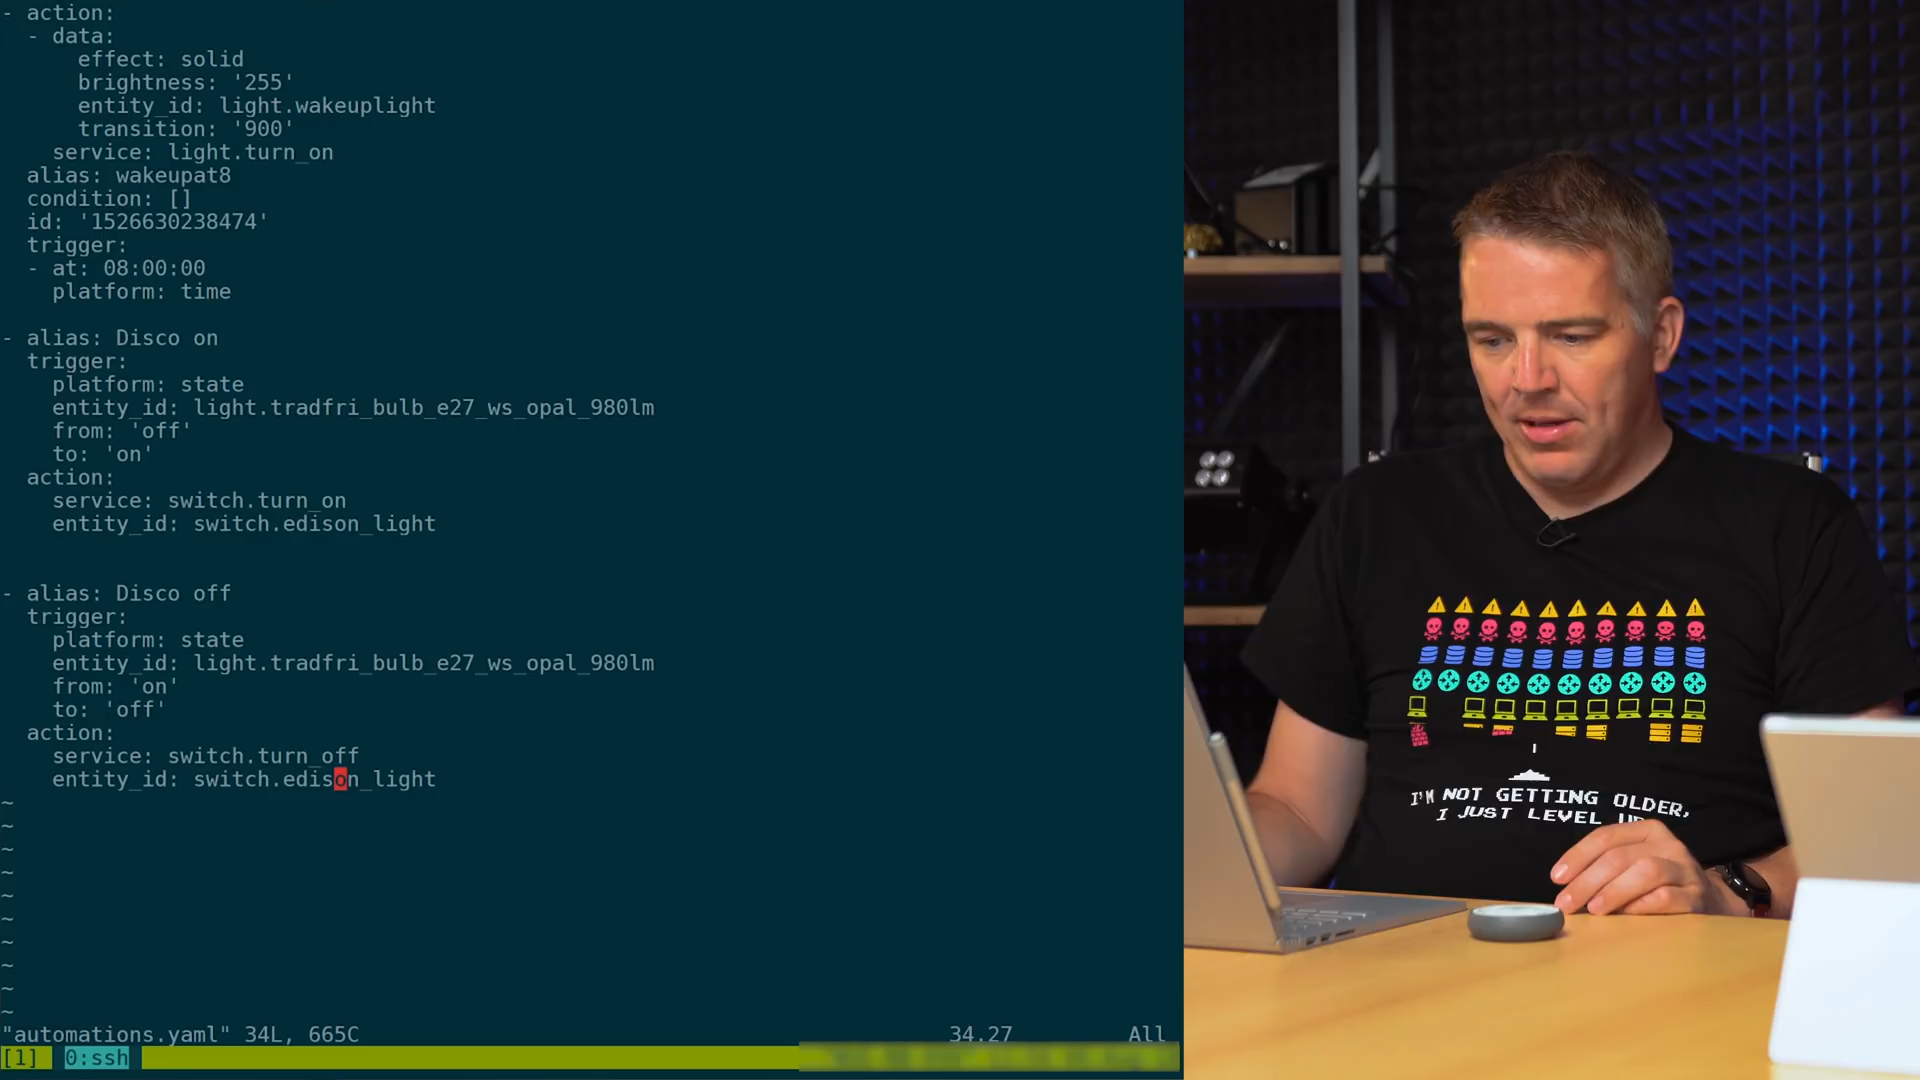 - action:
  - data:
      effect: solid
      brightness: '255'
      entity_id: light.wakeuplight
      transition: '900'
    service: light.turn_on
  alias: wakeupat8
  condition: []
  id: '1526630238474'
  trigger:
  - at: 08:00:00
    platform: time
- alias: Disco on
  trigger:
    platform: state
    entity_id: light.tradfri_bulb_e27_ws_opal_980lm
    from: 'off'
    to: 'on'
  action:
    service: switch.turn_on
    entity_id: switch.edison_light
- alias: Disco off
  trigger:
    platform: state
    entity_id: light.tradfri_bulb_e27_ws_opal_980lm
    from: 'on'
    to: 'off'
  action:
    service: switch.turn_off
    entity_id: switch.edison_light
~
~
~
~
~
~
~
~
~
~
"automations.yaml" 34L, 665C 34,27 All
[1] 0:ssh
I'M NOT GETTING OLDER,
I JUST LEVEL